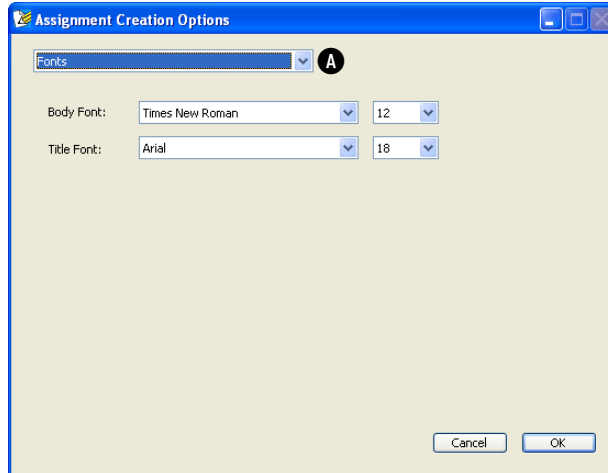 Assignment Creation Options
Fonts A
Body Font: Times New Roman 12
Title Font: Arial 18
Cancel OK